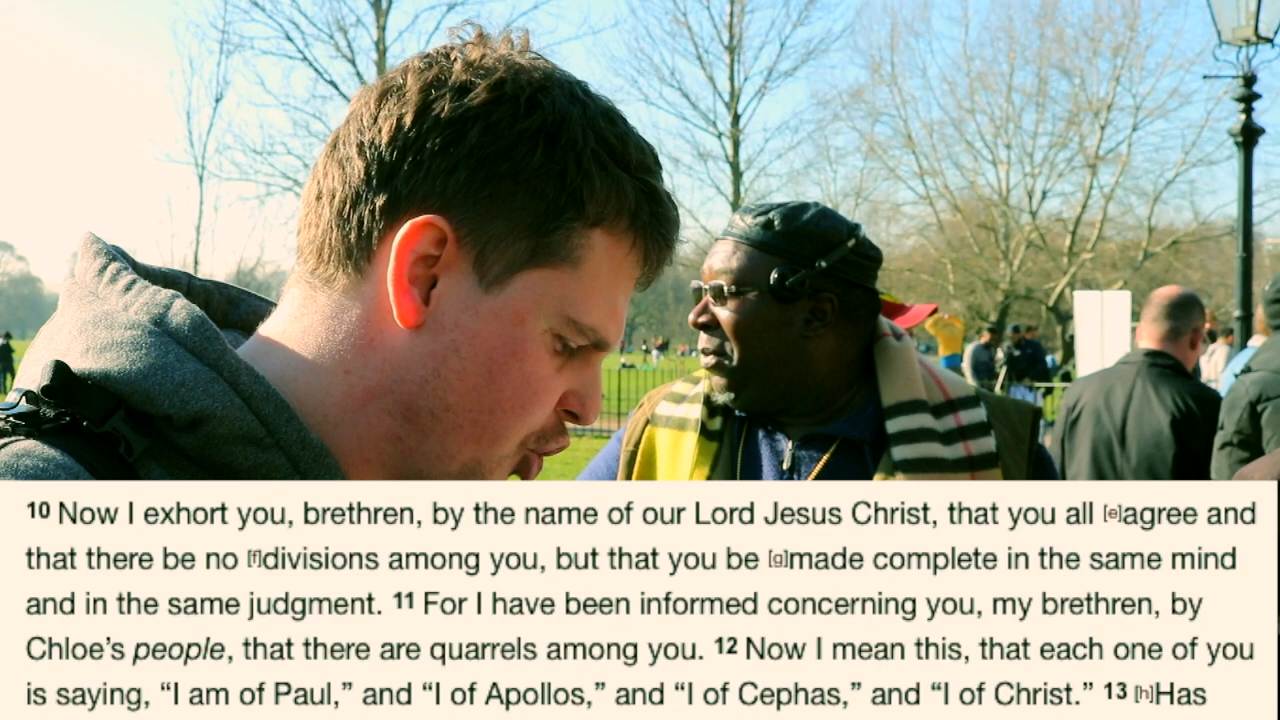 10 Now I exhort you, brethren, by the name of our Lord Jesus Christ, that you all [e]agree and
that there be no [f]divisions among you, but that you be [g]made complete in the same mind
and in the same judgment. 11 For I have been informed concerning you, my brethren, by
Chloe’s people, that there are quarrels among you. 12 Now I mean this, that each one of you
is saying, “I am of Paul,” and “I of Apollos,” and “I of Cephas,” and “I of Christ.” 13 [h]Has